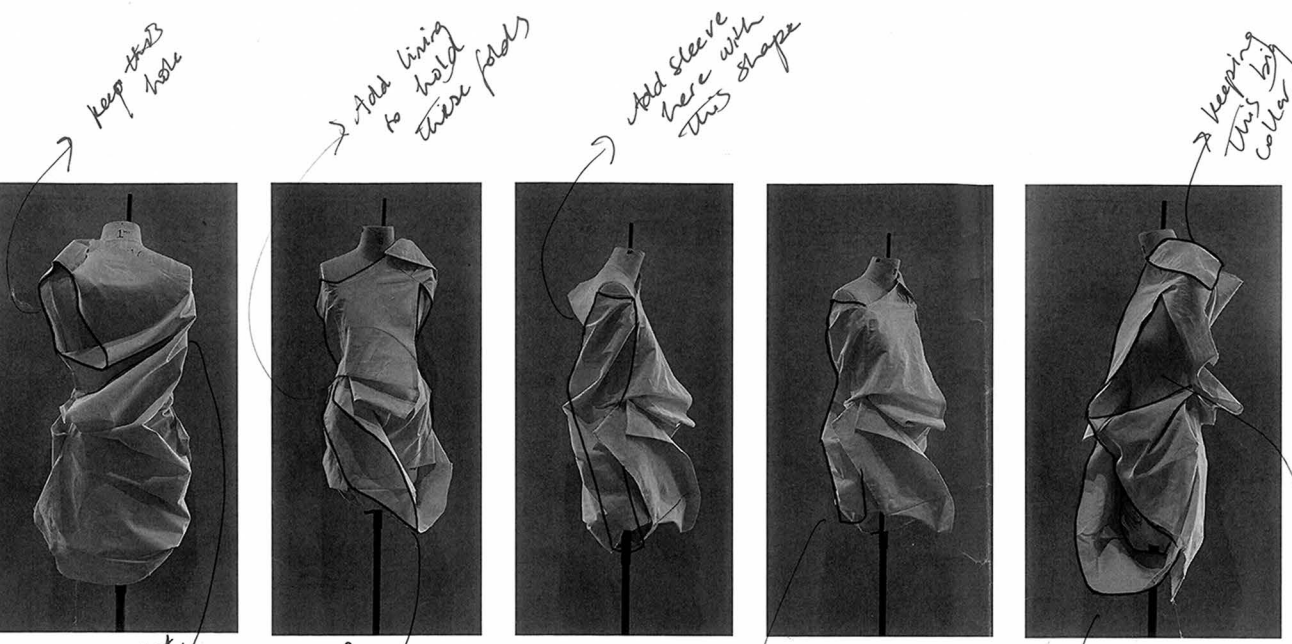 keep this
hole
Add lining
to hold
these folds
Add sleeve
here with
this shape
keeping
this big
collar